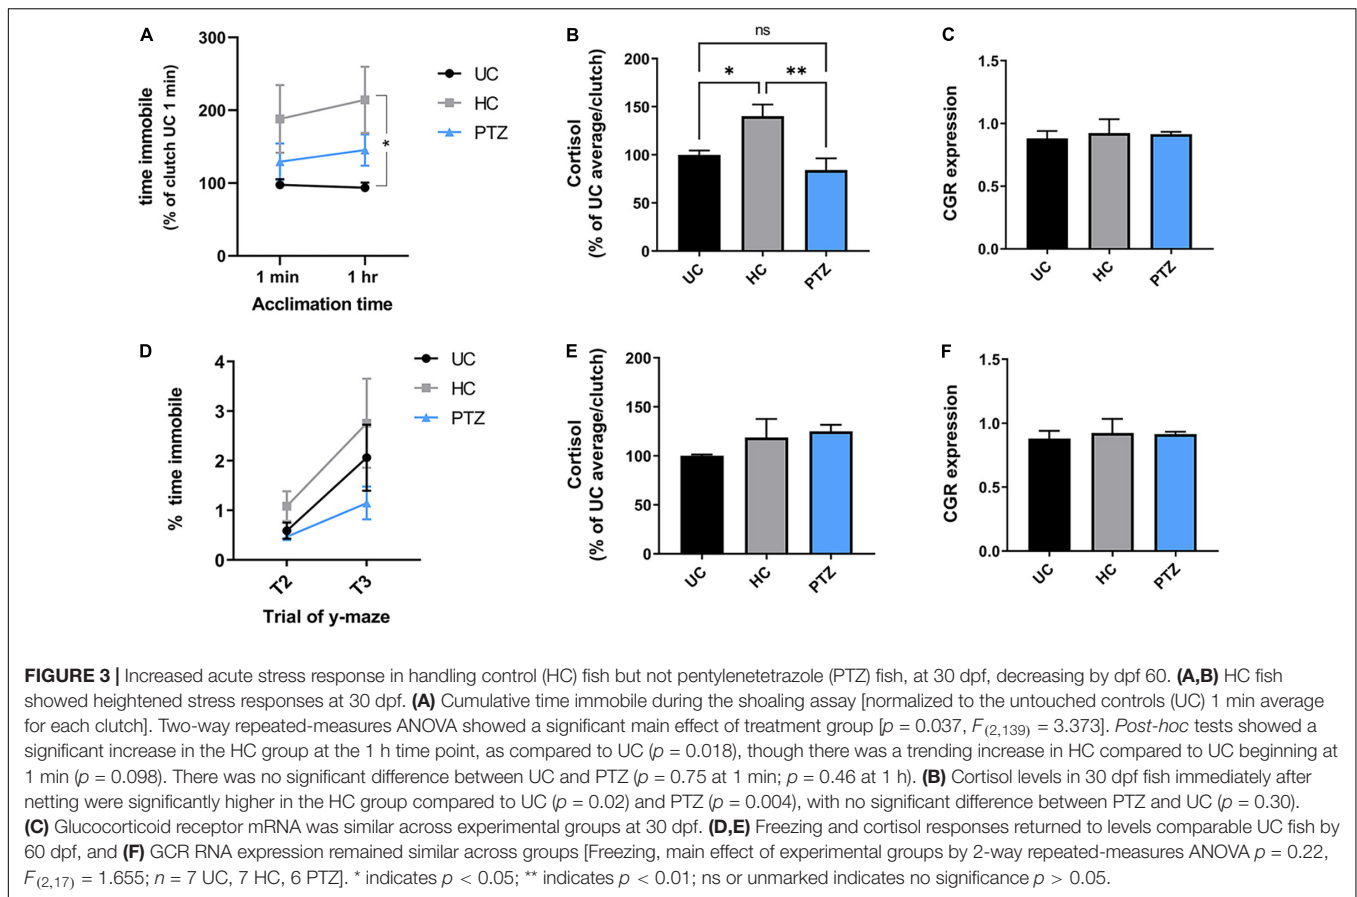 A
300
200
100
0
time immobile
(% of clutch UC 1 min)
UC
HC
PTZ
*
1 min
1 hr
Acclimation time
B
ns
*
**
200
150
100
50
0
Cortisol
(% of UC average/clutch)
UC
HC
PTZ
C
1.5
1.0
0.5
0.0
CGR expression
UC
HC
PTZ
D
4
3
2
1
0
% time immobile
UC
HC
PTZ
T2
T3
Trial of y-maze
E
200
150
100
50
0
Cortisol
(% of UC average/clutch)
UC
HC
PTZ
F
1.5
1.0
0.5
0.0
CGR expression
UC
HC
PTZ
FIGURE 3 | Increased acute stress response in handling control (HC) fish but not pentylenetetrazole (PTZ) fish, at 30 dpf, decreasing by dpf 60. (A,B) HC fish
showed heightened stress responses at 30 dpf. (A) Cumulative time immobile during the shoaling assay [normalized to the untouched controls (UC) 1 min average
for each clutch]. Two-way repeated-measures ANOVA showed a significant main effect of treatment group [p = 0.037, F(2,139) = 3.373]. Post-hoc tests showed a
significant increase in the HC group at the 1 h time point, as compared to UC (p = 0.018), though there was a trending increase in HC compared to UC beginning at
1 min (p = 0.098). There was no significant difference between UC and PTZ (p = 0.75 at 1 min; p = 0.46 at 1 h). (B) Cortisol levels in 30 dpf fish immediately after
netting were significantly higher in the HC group compared to UC (p = 0.02) and PTZ (p = 0.004), with no significant difference between PTZ and UC (p = 0.30).
(C) Glucocorticoid receptor mRNA was similar across experimental groups at 30 dpf. (D,E) Freezing and cortisol responses returned to levels comparable UC fish by
60 dpf, and (F) GCR RNA expression remained similar across groups [Freezing, main effect of experimental groups by 2-way repeated-measures ANOVA p = 0.22,
F(2,17) = 1.655; n = 7 UC, 7 HC, 6 PTZ]. * indicates p < 0.05; ** indicates p < 0.01; ns or unmarked indicates no significance p > 0.05.